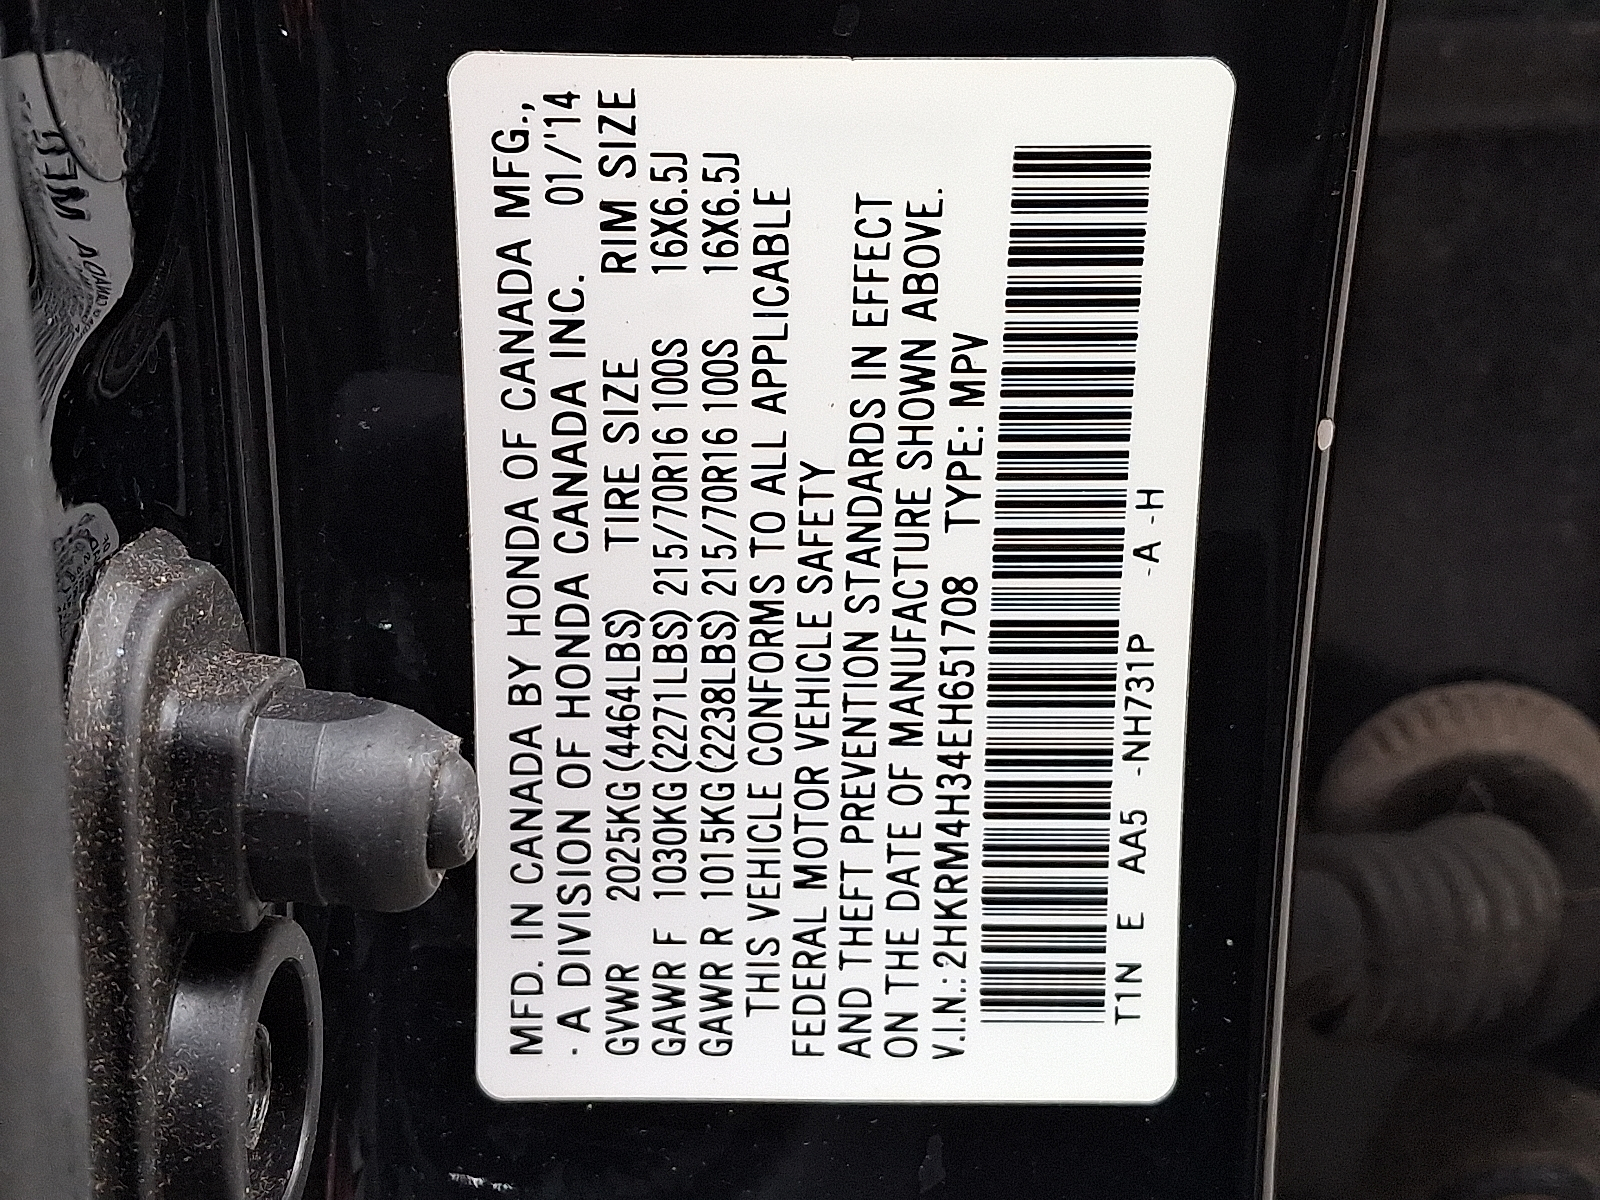 MFD. IN CANADA BY HONDA OF CANADA MFG.,
- A DIVISION OF HONDA CANADA INC. 01/'14
GVWR 2025KG (4464LBS) TIRE SIZE RIM SIZE
GAWR F 1030KG (2271LBS) 215/70R16 100S 16X6.5J
GAWR R 1015KG (2238LBS) 215/70R16 100S 16X6.5J
THIS VEHICLE CONFORMS TO ALL APPLICABLE
FEDERAL MOTOR VEHICLE SAFETY
AND THEFT PREVENTION STANDARDS IN EFFECT
ON THE DATE OF MANUFACTURE SHOWN ABOVE.
V.I.N.: 2HKRM4H34EH651708 TYPE: MPV
T1N E AA5 -NH731P -A -H